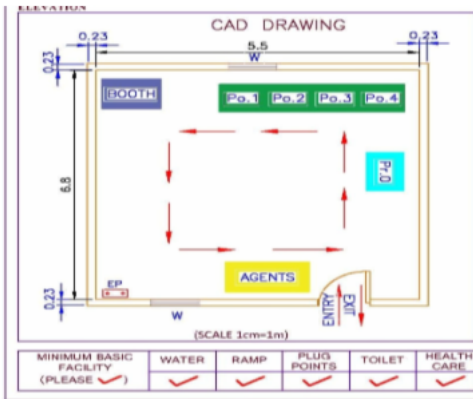 ELEVATION
CAD DRAWING
0.23
5.5
0.23
W
0.23
BOOTH
Po.1
Po.2
Po.3
Po.4
Pr.O
6.8
EP
AGENTS
0.23
W
ENTRY
EXIT
(SCALE 1cm=1m)
MINIMUM BASIC FACILITY (PLEASE ✓)
WATER
RAMP
PLUG POINTS
TOILET
HEALTH CARE